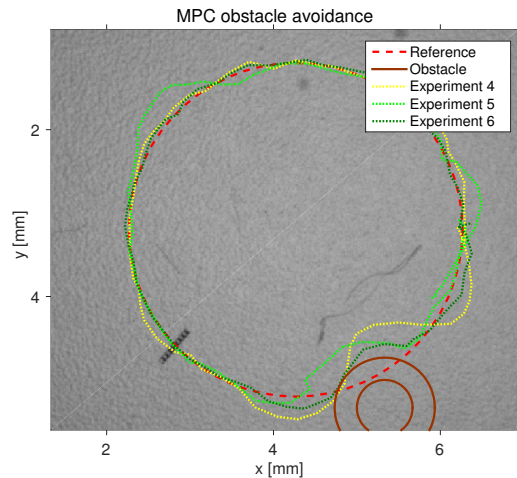 MPC obstacle avoidance
Reference
Obstacle
Experiment 4
Experiment 5
Experiment 6
2
4
y [mm]
2
4
6
x [mm]